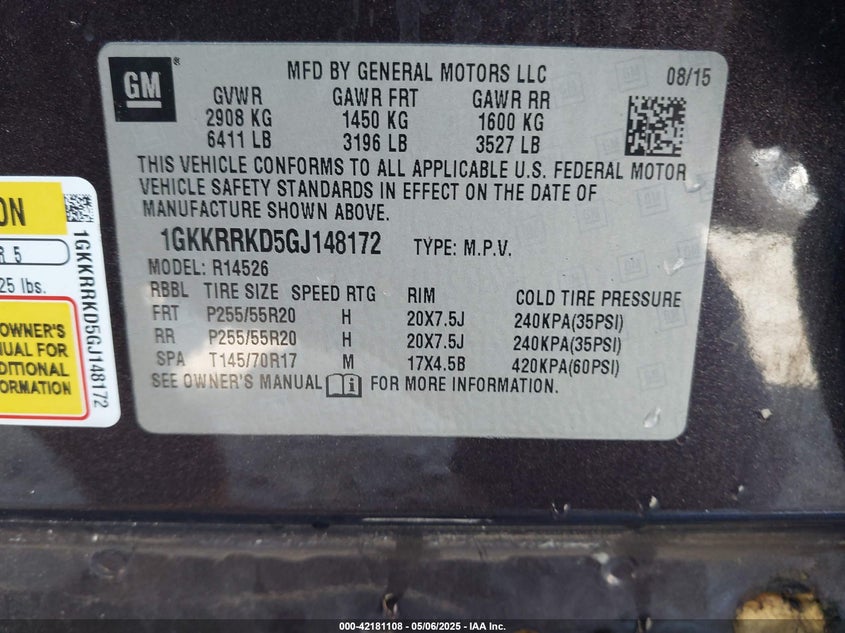 GM
MFD BY GENERAL MOTORS LLC
08/15
GVWR GAWR FRT GAWR RR
2908 KG 1450 KG 1600 KG
6411 LB 3196 LB 3527 LB
THIS VEHICLE CONFORMS TO ALL APPLICABLE U.S. FEDERAL MOTOR
VEHICLE SAFETY STANDARDS IN EFFECT ON THE DATE OF
MANUFACTURE SHOWN ABOVE.
1GKKRRKD5GJ148172 TYPE: M.P.V.
MODEL: R14526
RBBL TIRE SIZE SPEED RTG RIM COLD TIRE PRESSURE
FRT P255/55R20 H 20X7.5J 240KPA(35PSI)
RR P255/55R20 H 20X7.5J 240KPA(35PSI)
SPA T145/70R17 M 17X4.5B 420KPA(60PSI)
SEE OWNER'S MANUAL FOR MORE INFORMATION.
ON
R 5
25 lbs.
OWNER'S
NUAL FOR
DITIONAL
FORMATION
1GKKRRKD5GJ148172
000-42181108 - 05/06/2025 - IAA Inc.